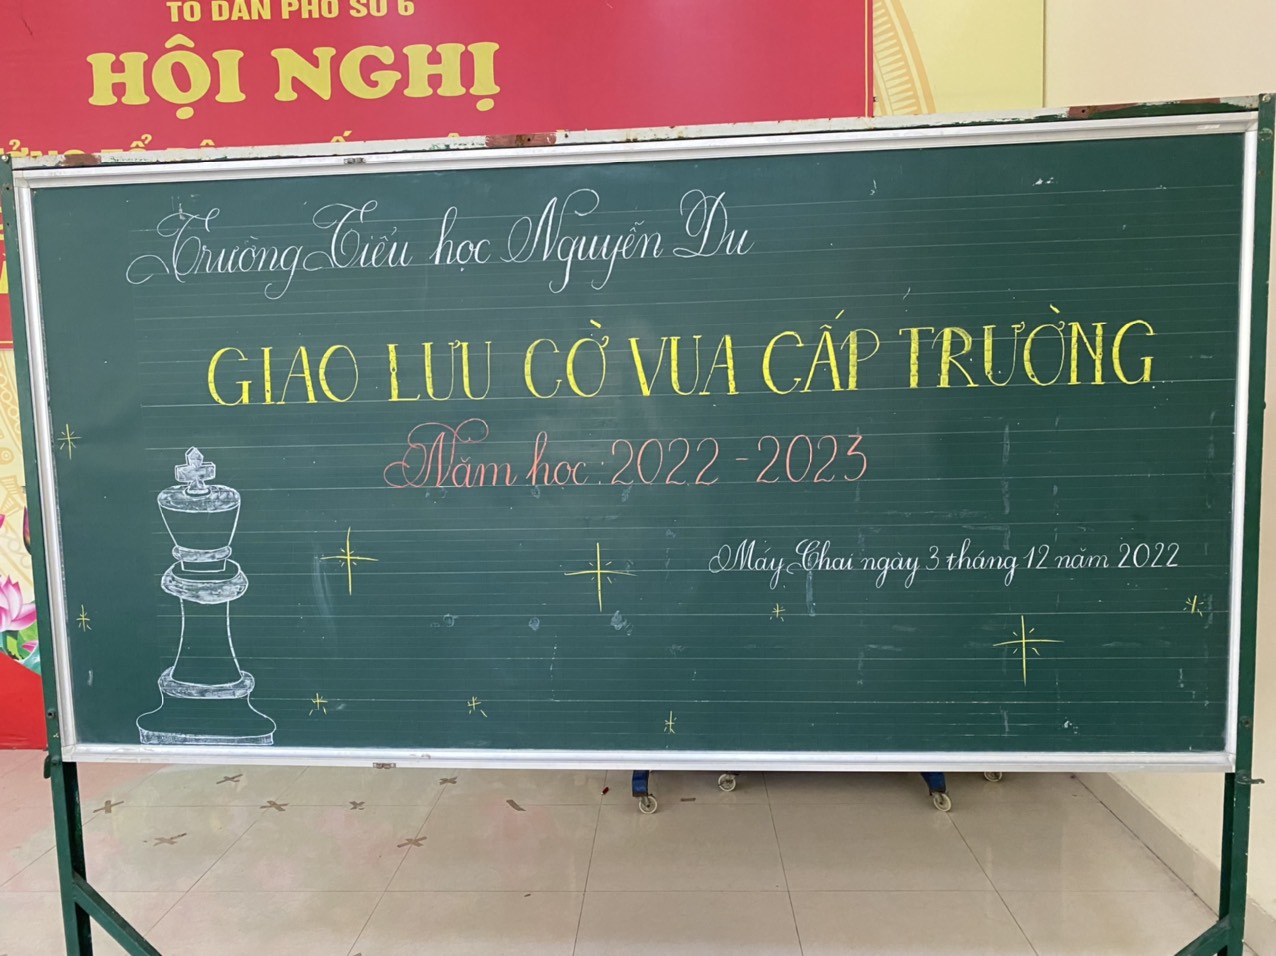 TỔ DÂN PHỐ SỐ 6
HỘI NGHỊ
Trường Tiểu học Nguyễn Du
GIAO LƯU CỜ VUA CẤP TRƯỜNG
Năm học 2022-2023
Máy Chai ngày 3 tháng 12 năm 2022